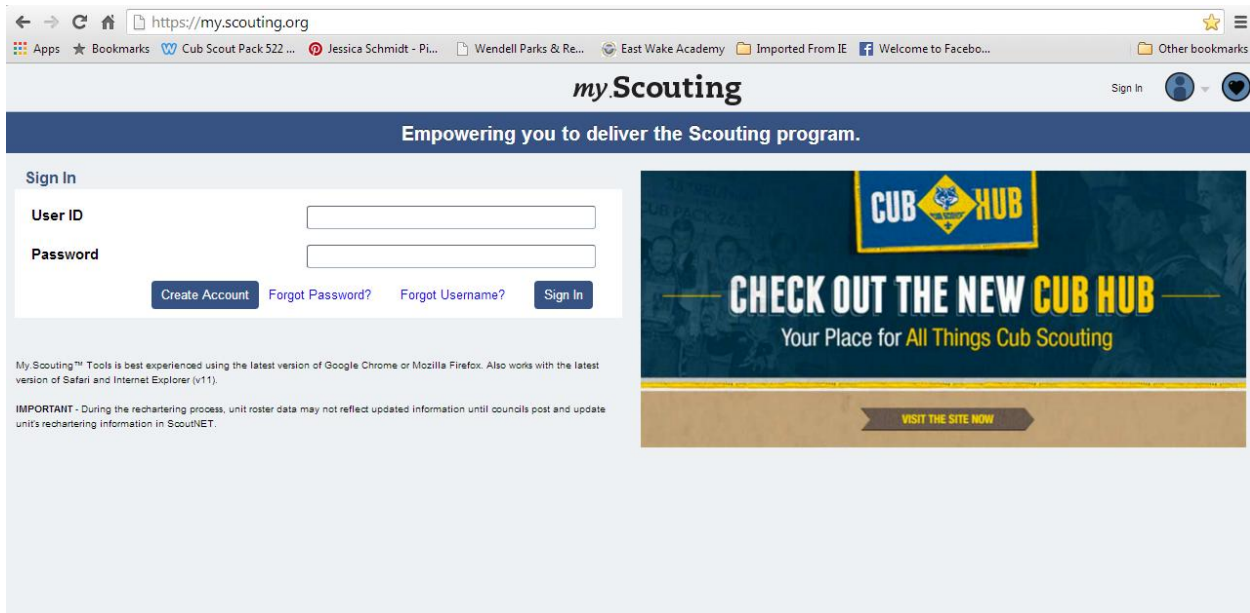 https://my.scouting.org
Apps Bookmarks Cub Scout Pack 522 ... Jessica Schmidt - Pi... Wendell Parks & Re... East Wake Academy Imported From IE Welcome to Facebo... Other bookmarks
my.Scouting
Sign In
Empowering you to deliver the Scouting program.
Sign In
User ID
Password
Create Account Forgot Password? Forgot Username? Sign In
My.Scouting™ Tools is best experienced using the latest version of Google Chrome or Mozilla Firefox. Also works with the latest
version of Safari and Internet Explorer (v11).
IMPORTANT - During the rechartering process, unit roster data may not reflect updated information until councils post and update
unit's rechartering information in ScoutNET.
CUB HUB
CHECK OUT THE NEW CUB HUB
Your Place for All Things Cub Scouting
VISIT THE SITE NOW